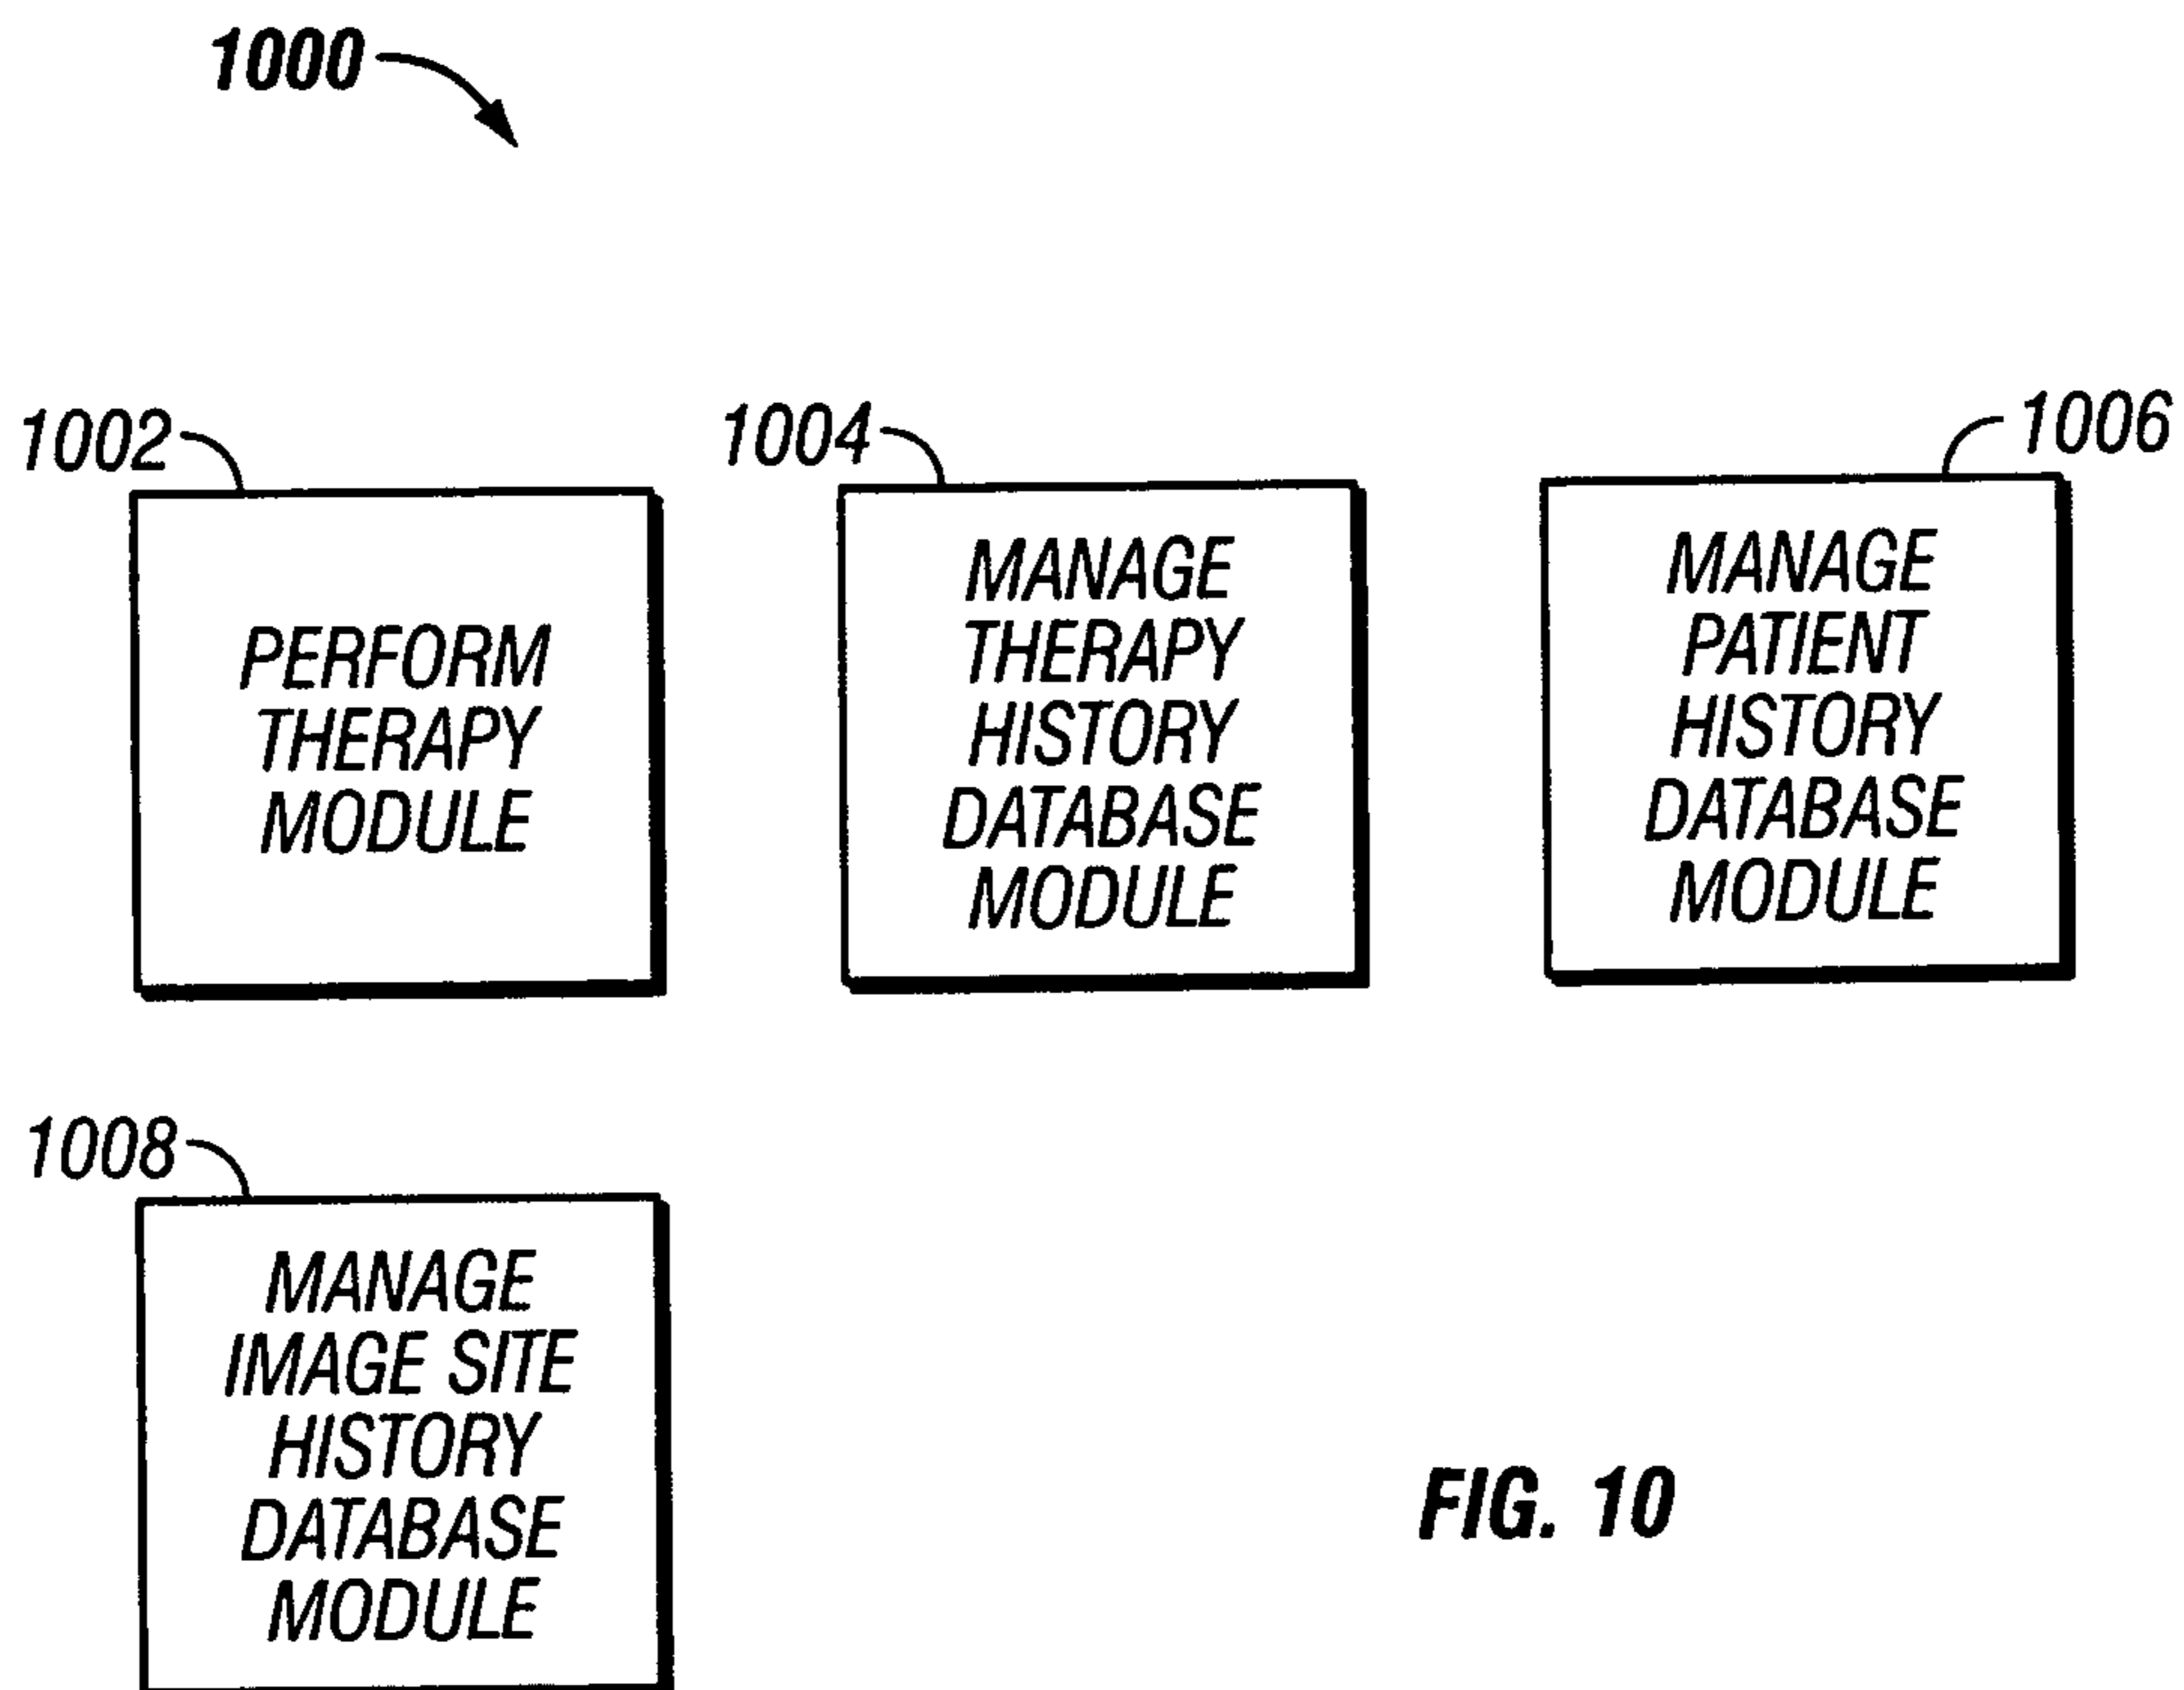 1000
1002
PERFORM
THERAPY
MODULE
1004
MANAGE
THERAPY
HISTORY
DATABASE
MODULE
1006
MANAGE
PATIENT
HISTORY
DATABASE
MODULE
1008
MANAGE
IMAGE SITE
HISTORY
DATABASE
MODULE
FIG. 10